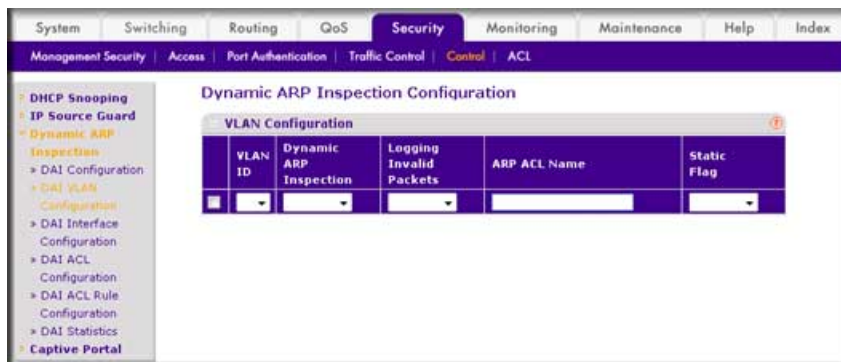 System Switching Routing QoS Security Monitoring Maintenance Help Index
Management Security | Access | Port Authentication | Traffic Control | Control | ACL
DHCP Snooping
IP Source Guard
Dynamic ARP
Inspection
» DAI Configuration
» DAI VLAN
Configuration
» DAI Interface
Configuration
» DAI ACL
Configuration
» DAI ACL Rule
Configuration
» DAI Statistics
Captive Portal
Dynamic ARP Inspection Configuration
VLAN Configuration ?
VLAN
ID
Dynamic
ARP
Inspection
Logging
Invalid
Packets
ARP ACL Name
Static
Flag